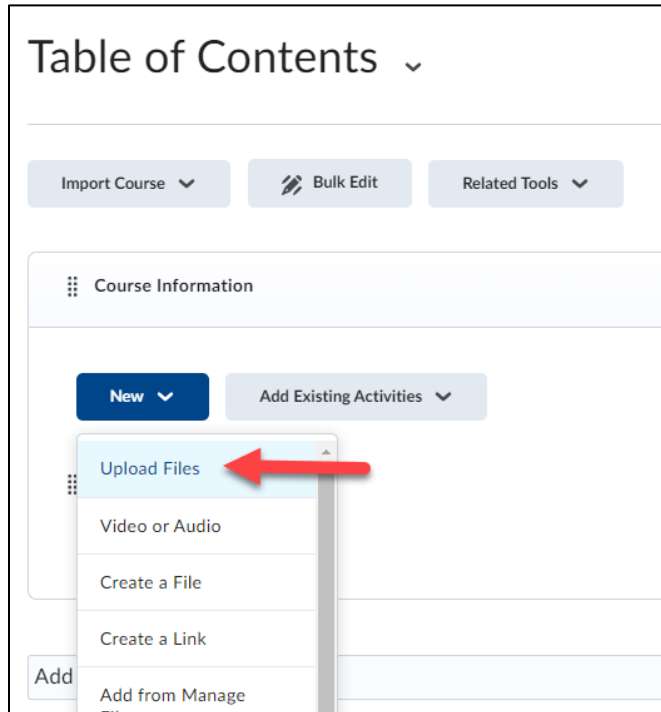 Table of Contents
Import Course
Bulk Edit
Related Tools
Course Information
New
Add Existing Activities
Upload Files
Video or Audio
Create a File
Create a Link
Add
Add from Manage